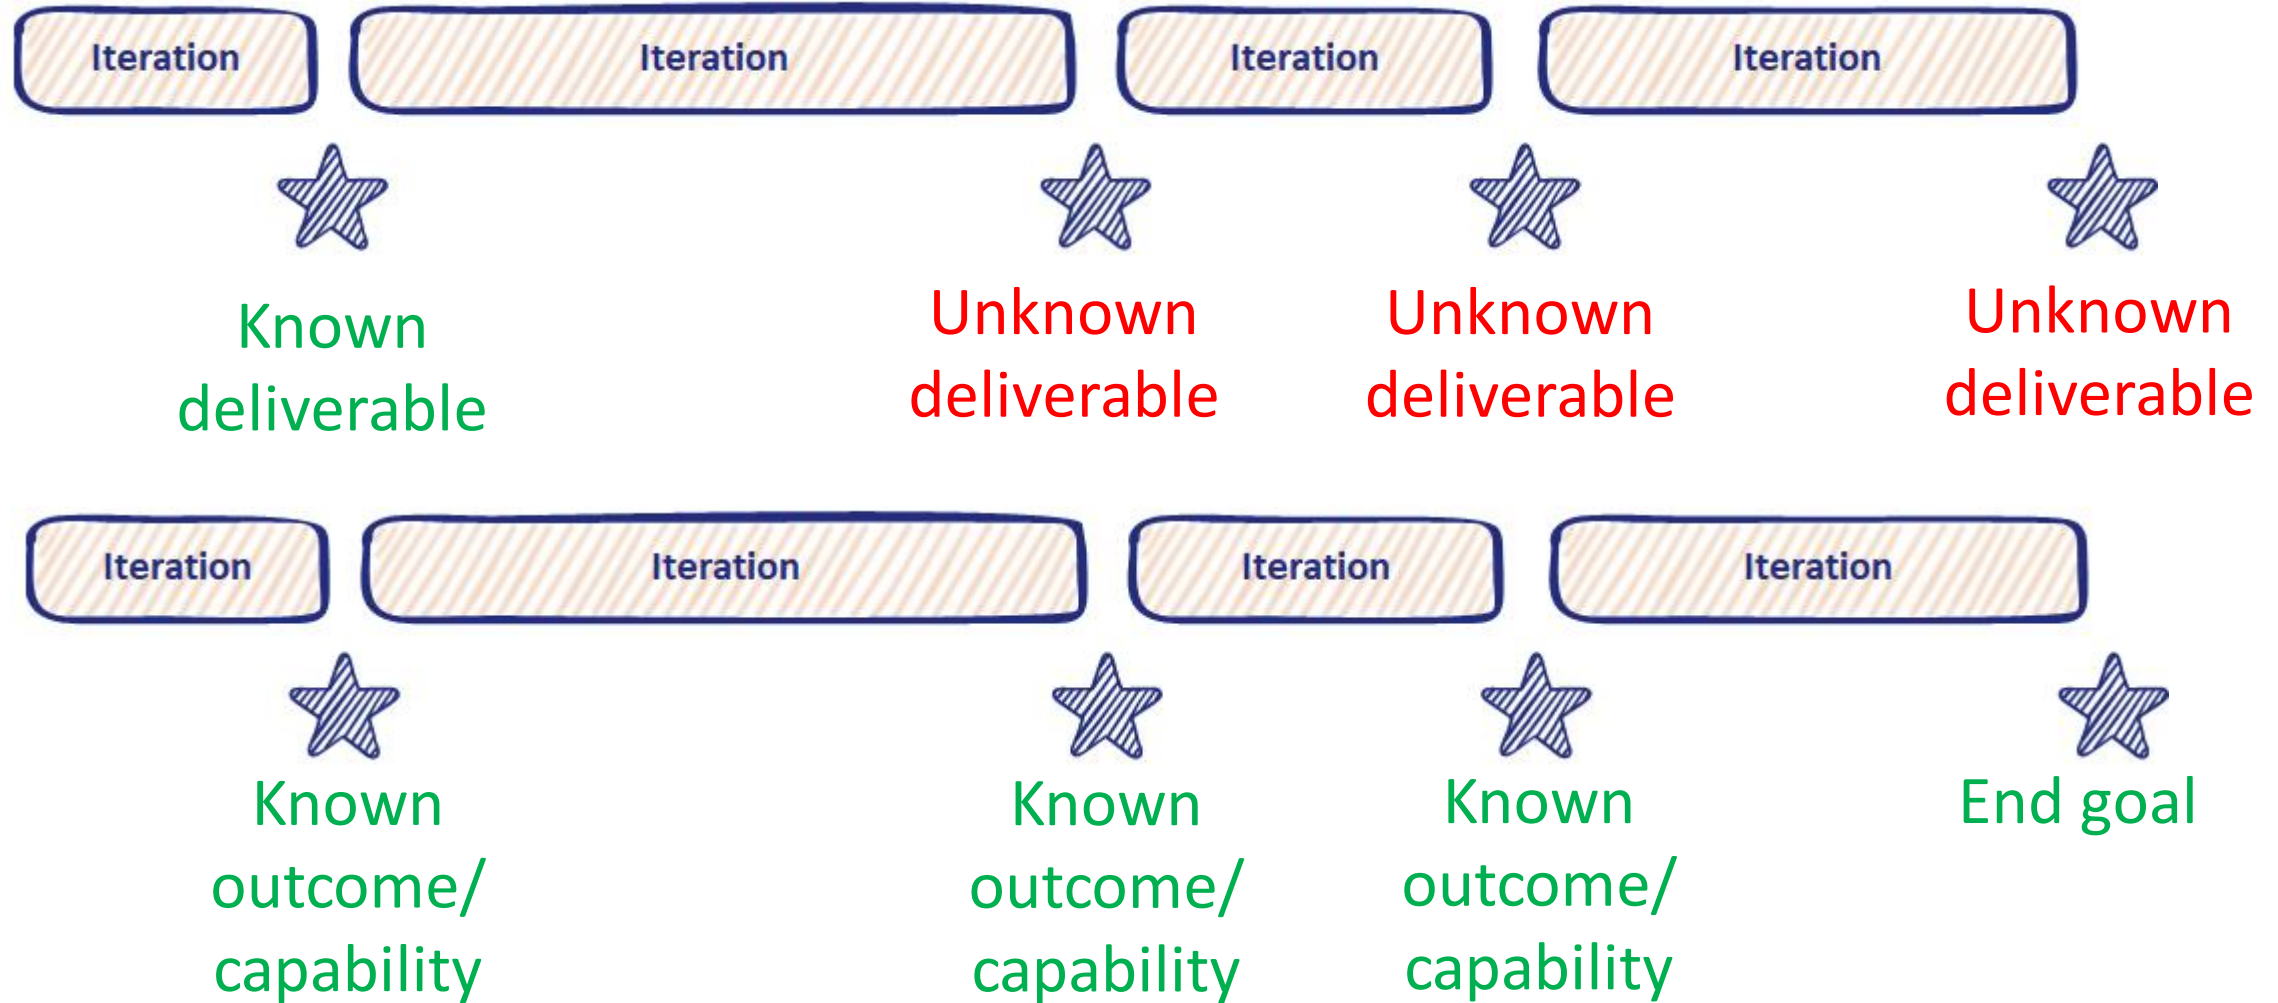 Iteration
Iteration
Iteration
Iteration
Known
deliverable
Unknown
deliverable
Unknown
deliverable
Unknown
deliverable
Iteration
Iteration
Iteration
Iteration
Known
outcome/
capability
Known
outcome/
capability
Known
outcome/
capability
End goal